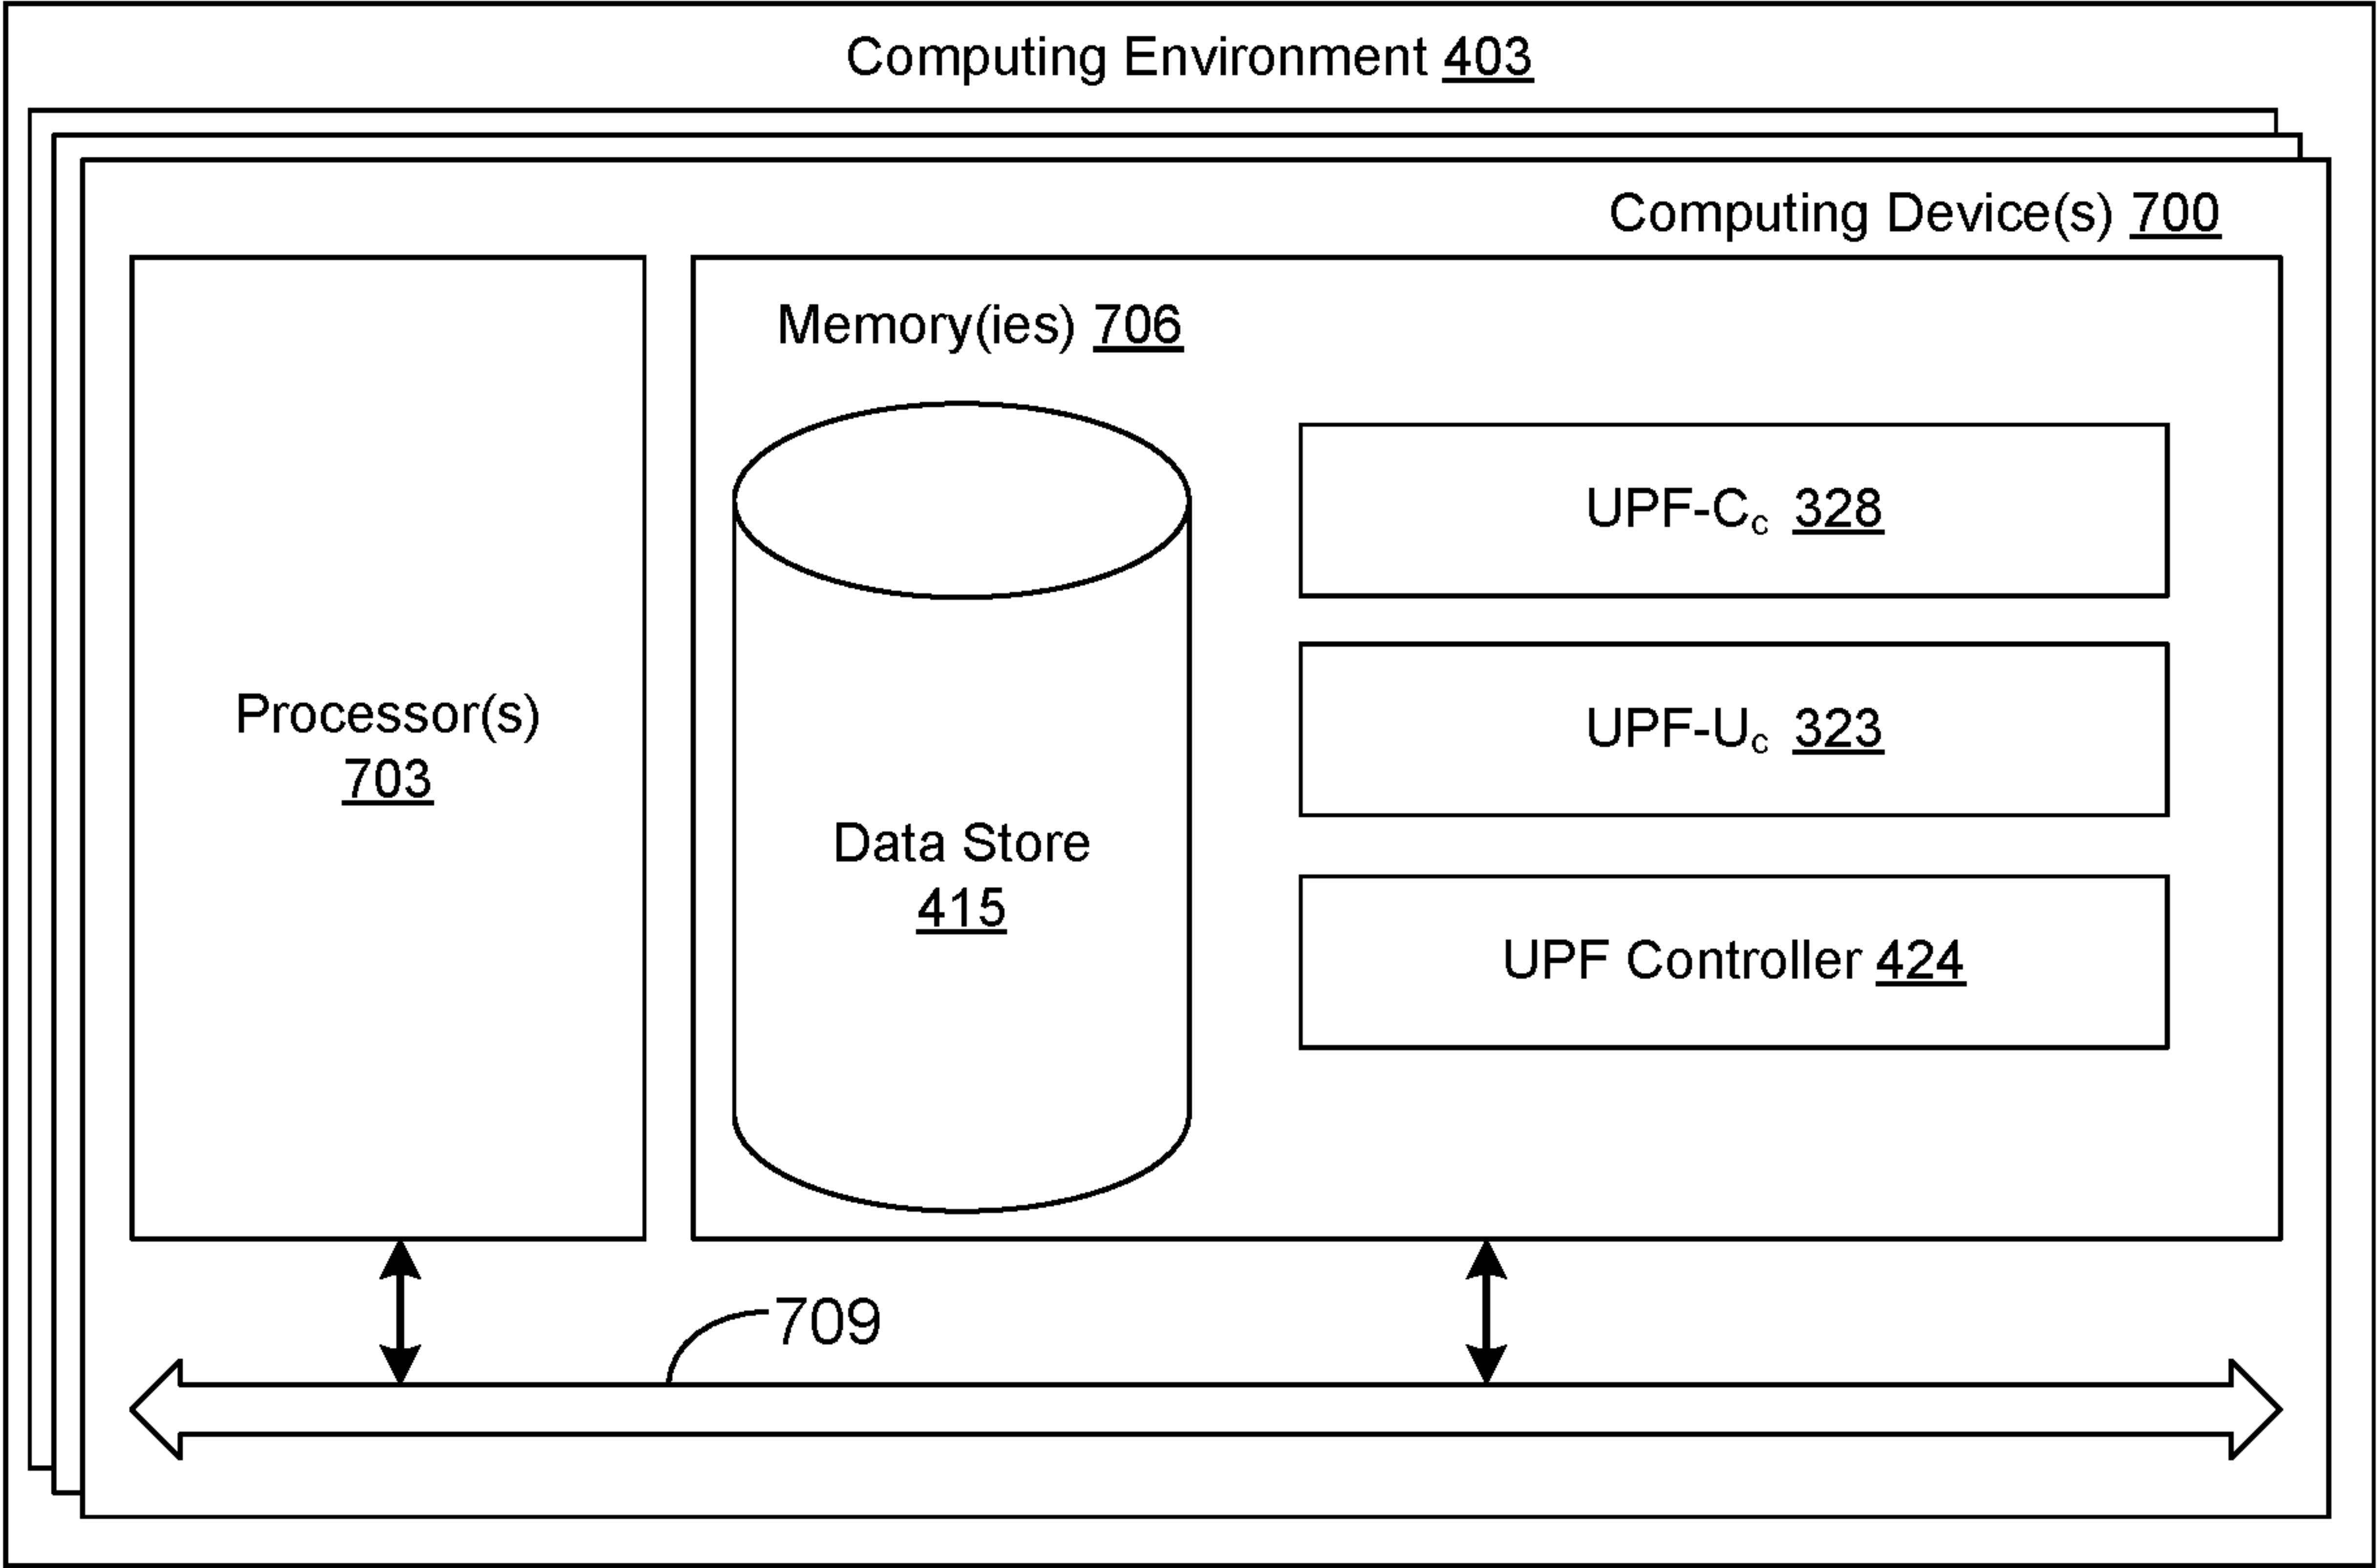 Computing Environment 403
Computing Device(s) 700
Memory(ies) 706
Processor(s)
703
Data Store
415
UPF-Cc 328
UPF-Uc 323
UPF Controller 424
709